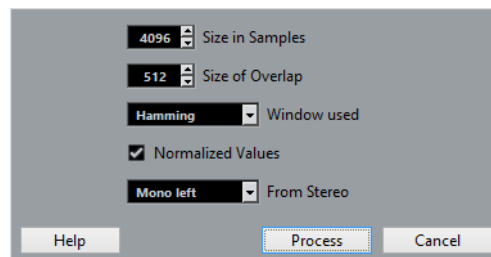 4096 Size in Samples
512 Size of Overlap
Hamming Window used
Normalized Values
Mono left From Stereo
Help Process Cancel